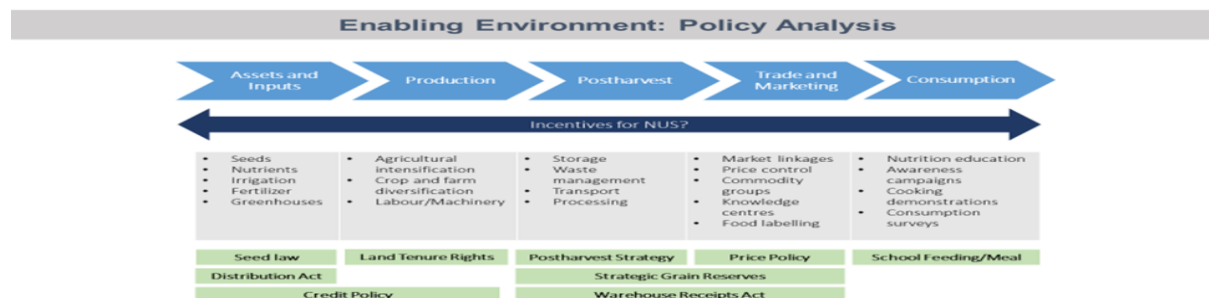 Enabling Environment: Policy Analysis
Assets and
Inputs
Production
Postharvest
Trade and
Marketing
Consumption
Incentives for NUS?
• Seeds
• Nutrients
• Irrigation
• Fertilizer
• Greenhouses
• Agricultural
intensification
• Crop and farm
diversification
• Labour/Machinery
• Storage
• Waste
management
• Transport
• Processing
• Market linkages
• Price control
• Commodity
groups
• Knowledge
centres
• Food labelling
• Nutrition education
• Awareness
campaigns
• Cooking
demonstrations
• Consumption
surveys
Seed law
Land Tenure Rights
Postharvest Strategy
Price Policy
School Feeding/Meal
Distribution Act
Strategic Grain Reserves
Credit Policy
Warehouse Receipts Act